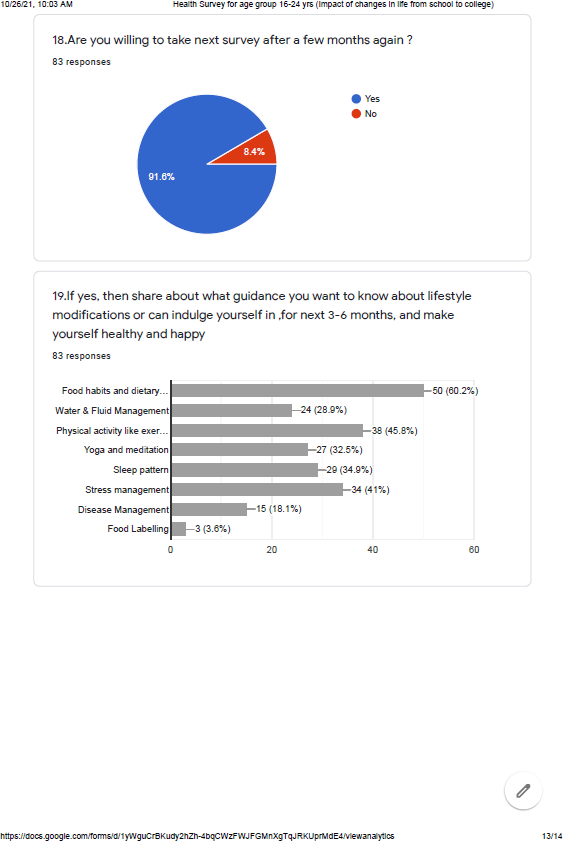 10/26/21, 10:03 AM Health Survey for age group 16-24 yrs (Impact of changes in life from school to college)
18.Are you willing to take next survey after a few months again ?
83 responses
Yes
No
8.4%
91.6%
19.If yes, then share about what guidance you want to know about lifestyle
modifications or can indulge yourself in ,for next 3-6 months, and make
yourself healthy and happy
83 responses
Food habits and dietary... 50 (60.2%)
Water & Fluid Management 24 (28.9%)
Physical activity like exer... 38 (45.8%)
Yoga and meditation 27 (32.5%)
Sleep pattern 29 (34.9%)
Stress management 34 (41%)
Disease Management 15 (18.1%)
Food Labelling 3 (3.6%)
0 20 40 60
https://docs.google.com/forms/d/1yWguCrBKudy2hZh-4bqCWzFWJFGMnXgTqJRKUprMdE4/viewanalytics 13/14